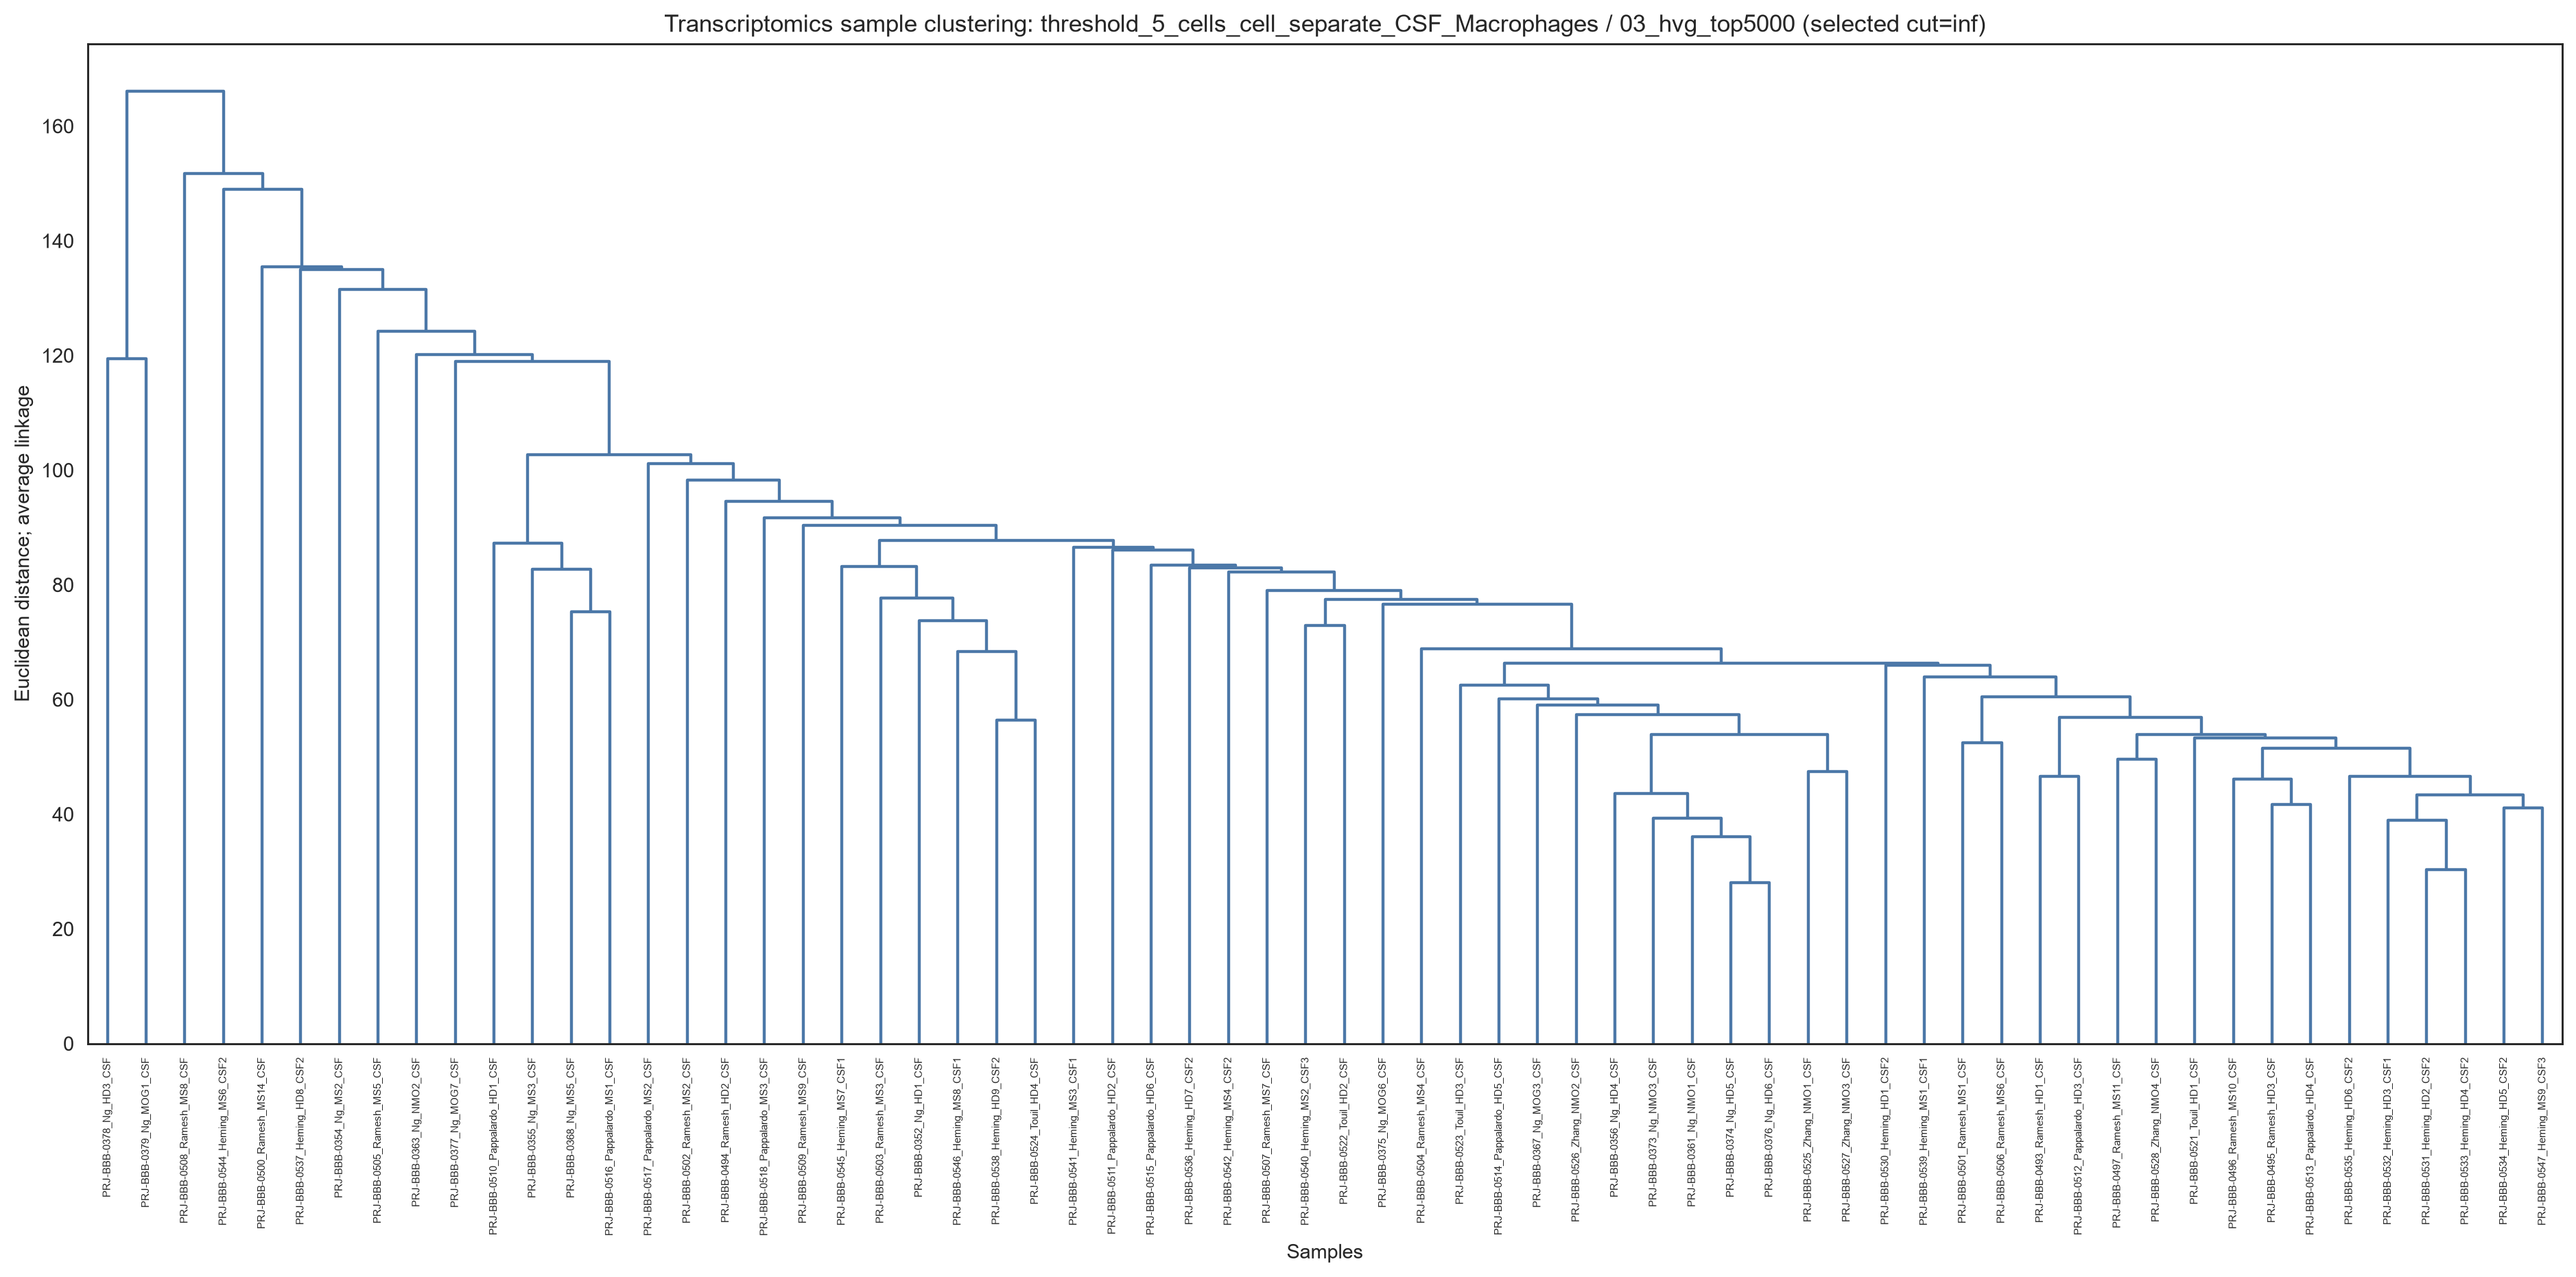 Transcriptomics sample clustering: threshold_5_cells_cell_separate_CSF_Macrophages / 03_hvg_top5000 (selected cut=inf)
Euclidean distance; average linkage
160
140
120
100
80
60
40
20
0
PRJ-BBB-0378_Ng_HD3_CSF
PRJ-BBB-0379_Ng_MOG1_CSF
PRJ-BBB-0508_Ramesh_MS8_CSF
PRJ-BBB-0544_Heming_MS6_CSF2
PRJ-BBB-0500_Ramesh_MS14_CSF
PRJ-BBB-0537_Heming_HD8_CSF2
PRJ-BBB-0354_Ng_MS2_CSF
PRJ-BBB-0505_Ramesh_MS5_CSF
PRJ-BBB-0363_Ng_NMO2_CSF
PRJ-BBB-0377_Ng_MOG7_CSF
PRJ-BBB-0510_Pappalardo_HD1_CSF
PRJ-BBB-0355_Ng_MS3_CSF
PRJ-BBB-0368_Ng_MS5_CSF
PRJ-BBB-0516_Pappalardo_MS1_CSF
PRJ-BBB-0517_Pappalardo_MS2_CSF
PRJ-BBB-0502_Ramesh_MS2_CSF
PRJ-BBB-0494_Ramesh_HD2_CSF
PRJ-BBB-0518_Pappalardo_MS3_CSF
PRJ-BBB-0509_Ramesh_MS9_CSF
PRJ-BBB-0545_Heming_MS7_CSF1
PRJ-BBB-0503_Ramesh_MS3_CSF
PRJ-BBB-0352_Ng_HD1_CSF
PRJ-BBB-0546_Heming_MS8_CSF1
PRJ-BBB-0538_Heming_HD9_CSF2
PRJ-BBB-0524_Touil_HD4_CSF
PRJ-BBB-0541_Heming_MS3_CSF1
PRJ-BBB-0511_Pappalardo_HD2_CSF
PRJ-BBB-0515_Pappalardo_HD6_CSF
PRJ-BBB-0536_Heming_HD7_CSF2
PRJ-BBB-0542_Heming_MS4_CSF2
PRJ-BBB-0507_Ramesh_MS7_CSF
PRJ-BBB-0540_Heming_MS2_CSF3
PRJ-BBB-0522_Touil_HD2_CSF
PRJ-BBB-0375_Ng_MOG6_CSF
PRJ-BBB-0504_Ramesh_MS4_CSF
PRJ-BBB-0523_Touil_HD3_CSF
PRJ-BBB-0514_Pappalardo_HD5_CSF
PRJ-BBB-0367_Ng_MOG3_CSF
PRJ-BBB-0526_Zhang_NMO2_CSF
PRJ-BBB-0356_Ng_HD4_CSF
PRJ-BBB-0373_Ng_NMO3_CSF
PRJ-BBB-0361_Ng_NMO1_CSF
PRJ-BBB-0374_Ng_HD5_CSF
PRJ-BBB-0376_Ng_HD6_CSF
PRJ-BBB-0525_Zhang_NMO1_CSF
PRJ-BBB-0527_Zhang_NMO3_CSF
PRJ-BBB-0530_Heming_HD1_CSF2
PRJ-BBB-0539_Heming_MS1_CSF1
PRJ-BBB-0501_Ramesh_MS1_CSF
PRJ-BBB-0506_Ramesh_MS6_CSF
PRJ-BBB-0493_Ramesh_HD1_CSF
PRJ-BBB-0512_Pappalardo_HD3_CSF
PRJ-BBB-0497_Ramesh_MS11_CSF
PRJ-BBB-0528_Zhang_NMO4_CSF
PRJ-BBB-0521_Touil_HD1_CSF
PRJ-BBB-0496_Ramesh_MS10_CSF
PRJ-BBB-0495_Ramesh_HD3_CSF
PRJ-BBB-0513_Pappalardo_HD4_CSF
PRJ-BBB-0535_Heming_HD6_CSF2
PRJ-BBB-0532_Heming_HD3_CSF1
PRJ-BBB-0531_Heming_HD2_CSF2
PRJ-BBB-0533_Heming_HD4_CSF2
PRJ-BBB-0534_Heming_HD5_CSF2
PRJ-BBB-0547_Heming_MS9_CSF3
Samples